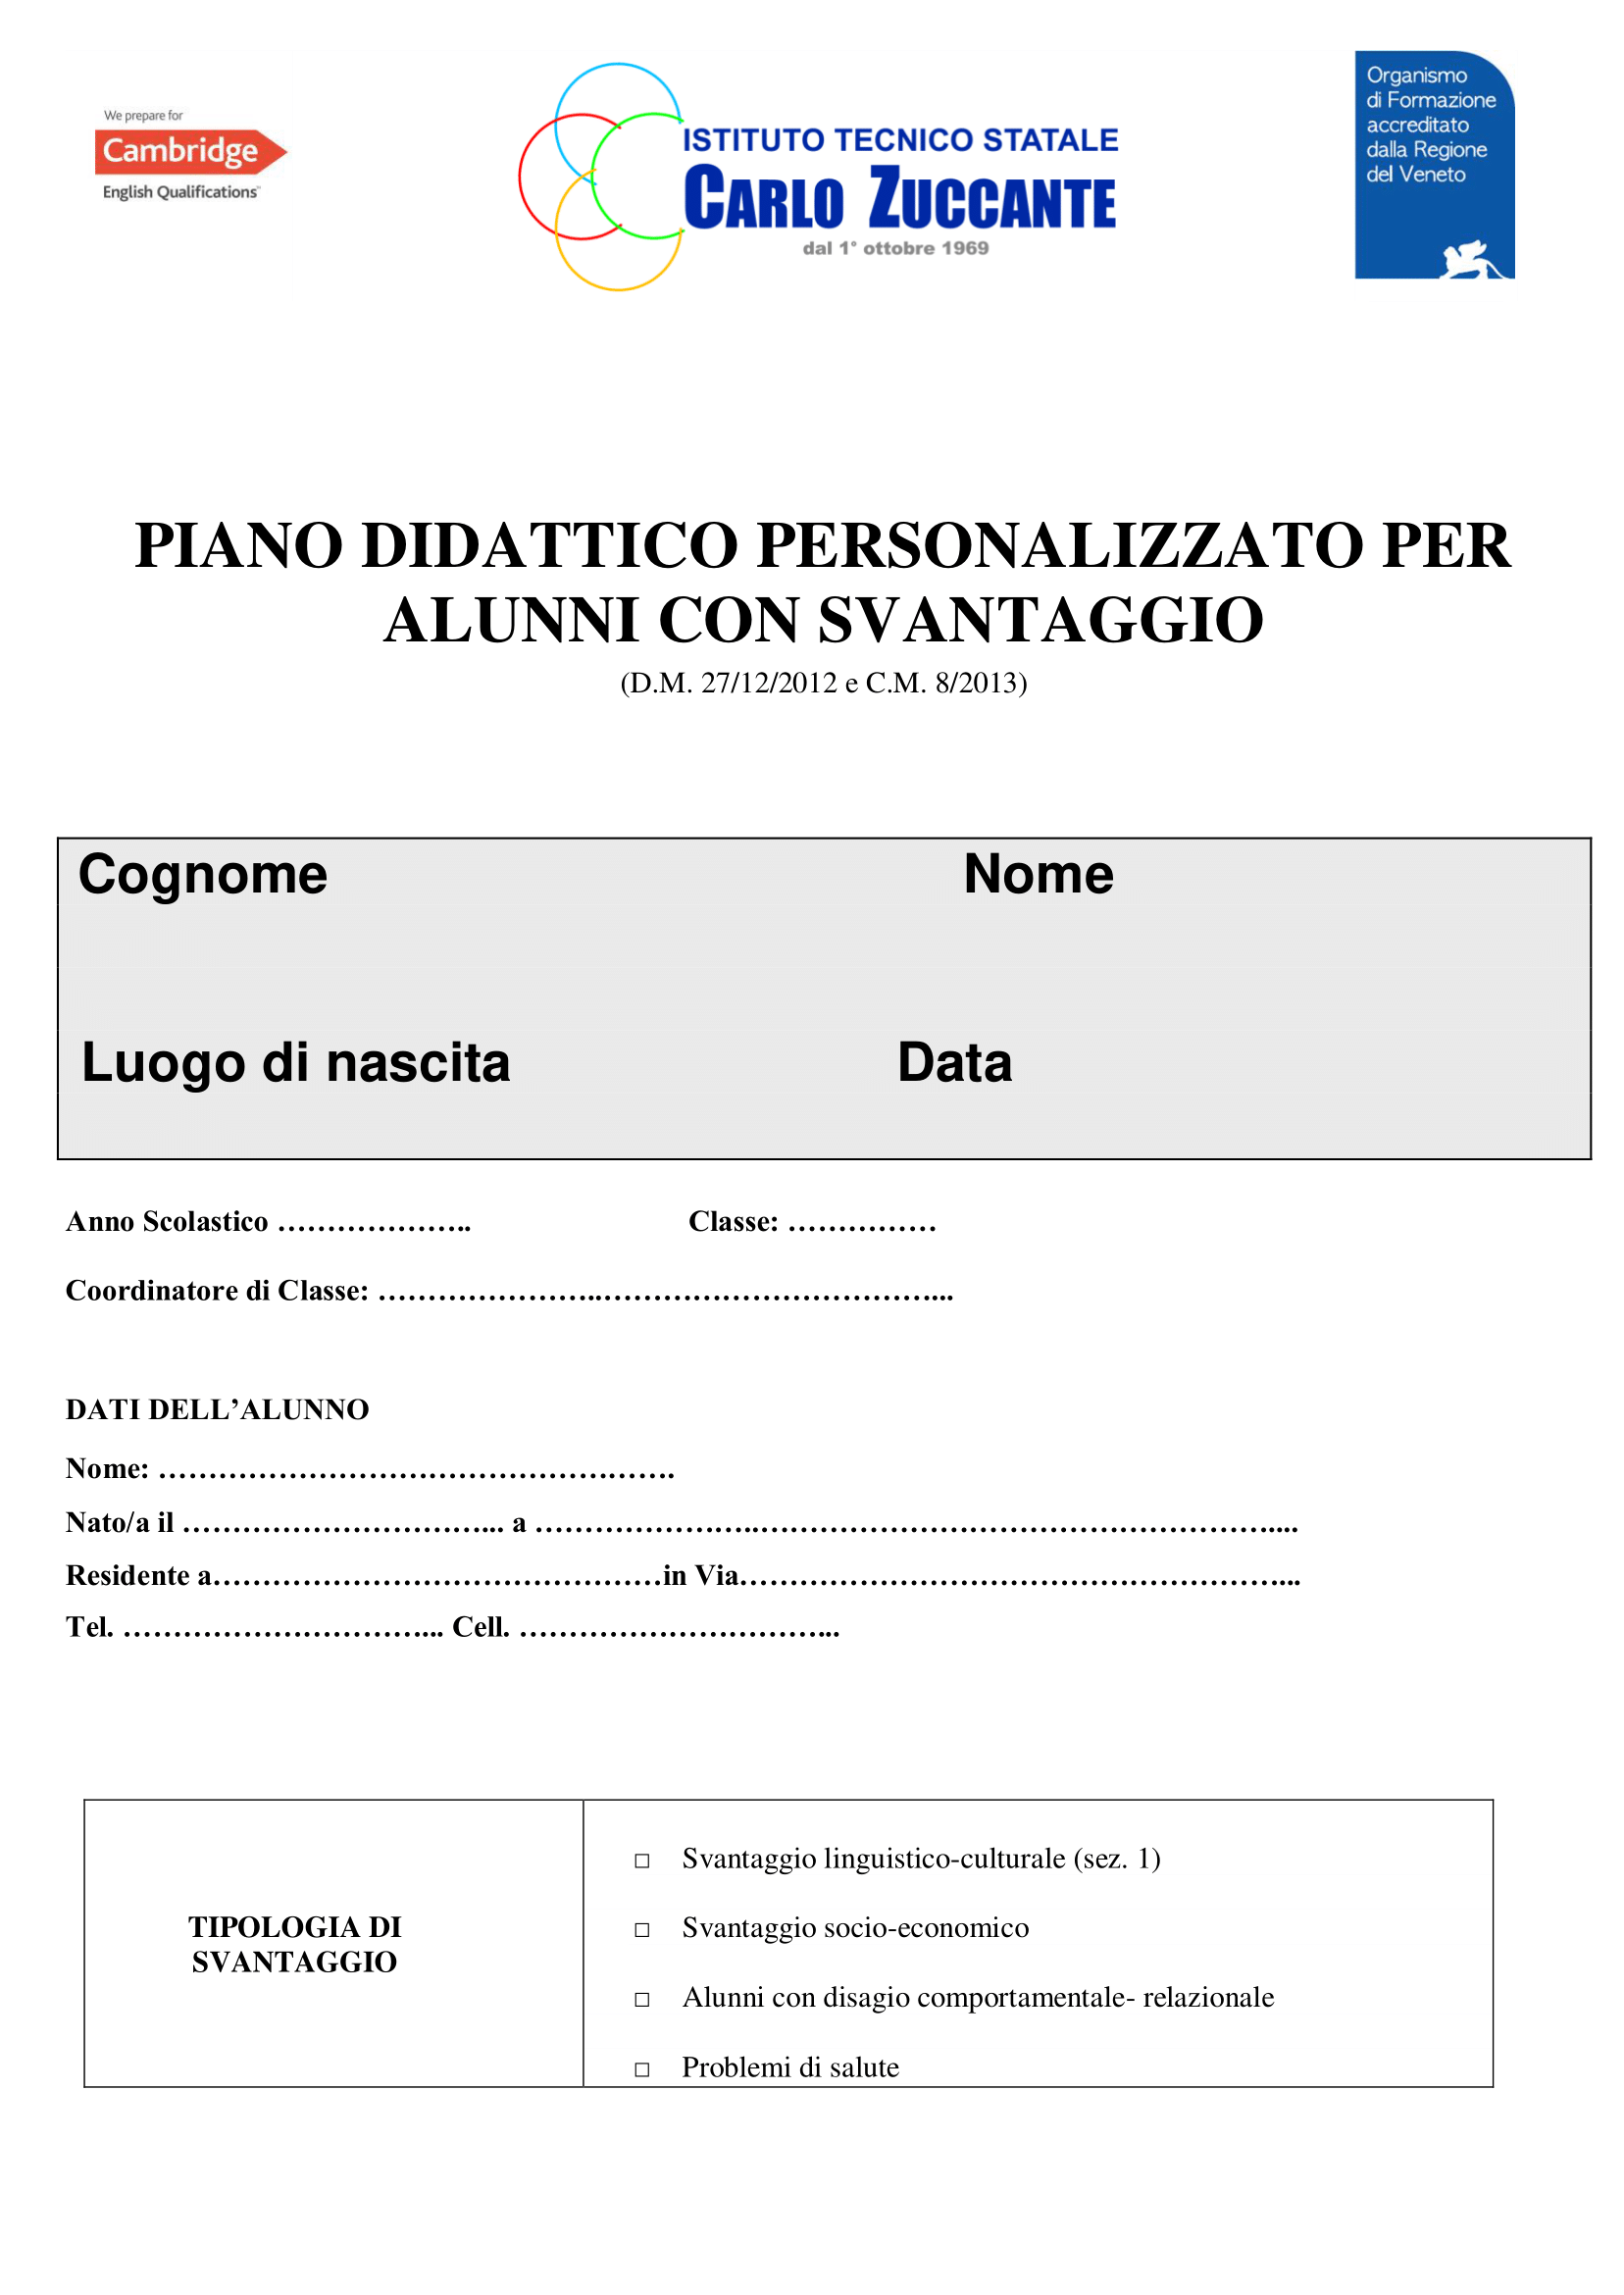 We prepare for
Cambridge
English Qualifications™
ISTITUTO TECNICO STATALE
CARLO ZUCCANTE
dal 1° ottobre 1969
Organismo
di Formazione
accreditato
dalla Regione
del Veneto
PIANO DIDATTICO PERSONALIZZATO PER
ALUNNI CON SVANTAGGIO
(D.M. 27/12/2012 e C.M. 8/2013)
Cognome Nome
Luogo di nascita Data
Anno Scolastico ……………….. Classe: ……………
Coordinatore di Classe: …………………..……………………………...
DATI DELL’ALUNNO
Nome: …………………………………………….
Nato/a il …………………………... a …………………..…………………………………………….....
Residente a………………………………………in Via………………………………………………...
Tel. …………………………... Cell. …………………………...
TIPOLOGIA DI
SVANTAGGIO
□ Svantaggio linguistico-culturale (sez. 1)
□ Svantaggio socio-economico
□ Alunni con disagio comportamentale- relazionale
□ Problemi di salute